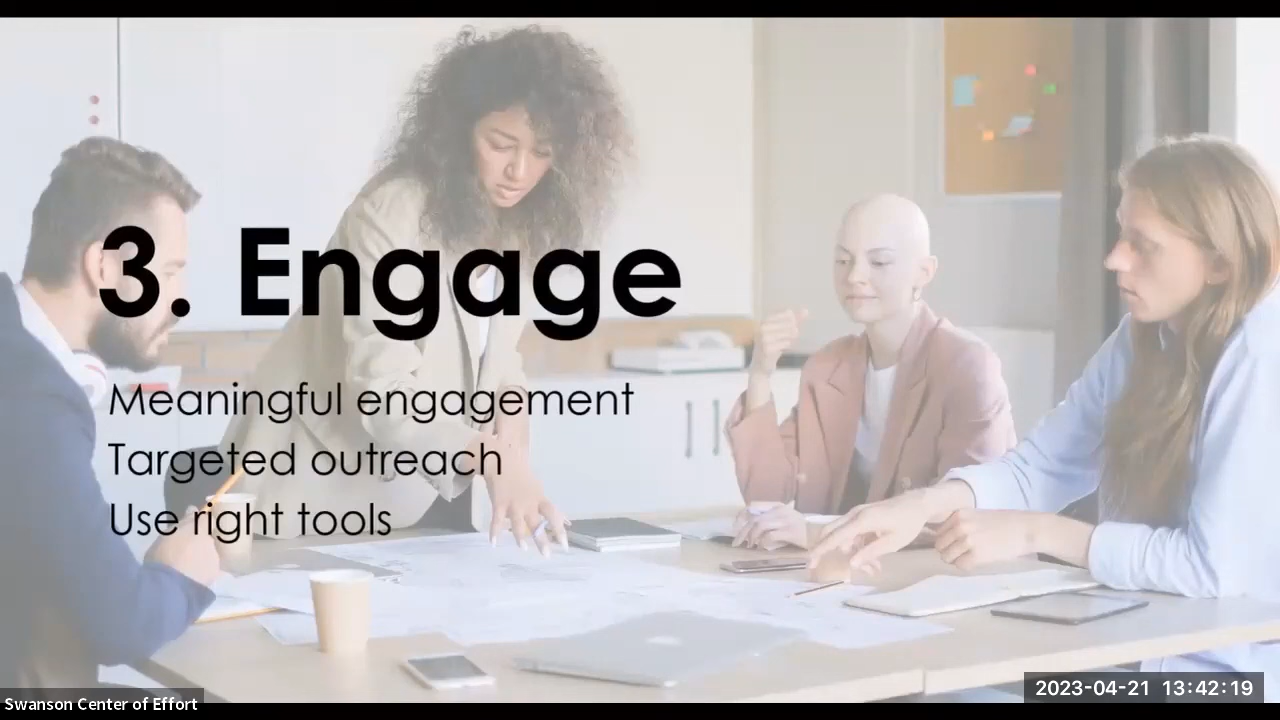 3. Engage
Meaningful engagement
Targeted outreach
Use right tools
Swanson Center of Effort
2023-04-21 13:42:19